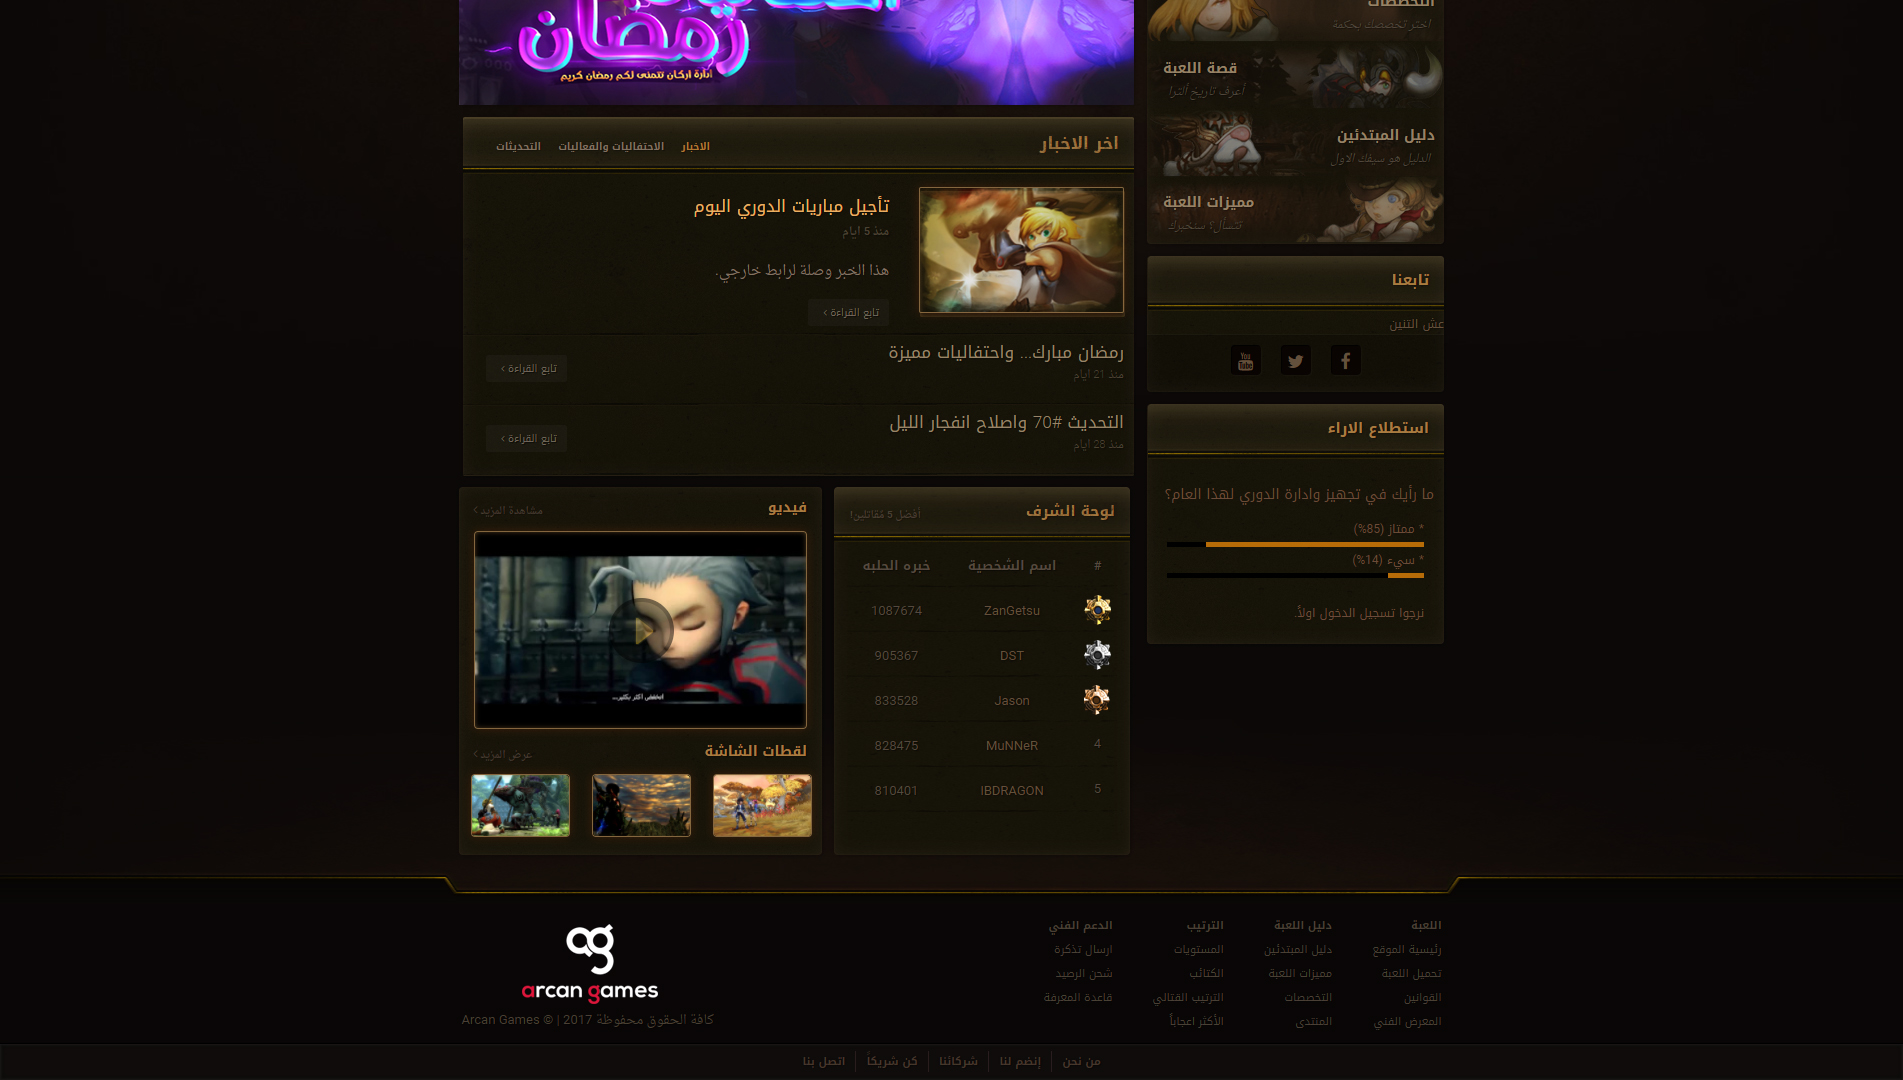 رمضان
ادارة اركان تتمنى لكم رمضان كريم
التخصصات
اختر تخصصك بحكمة
قصة اللعبة
أعرف تاريخ ألترا
دليل المبتدئين
الدليل هو سيفك الاول
مميزات اللعبة
تتسأل؟ سنخبرك
اخر الاخبار
الاخبار
الاحتفاليات والفعاليات
التحديثات
تأجيل مباريات الدوري اليوم
منذ 5 ايام
هذا الخبر وصلة لرابط خارجي.
تابع القراءة ›
رمضان مبارك... واحتفاليات مميزة
منذ 21 ايام
تابع القراءة ›
التحديث #70 واصلاح انفجار الليل
منذ 28 ايام
تابع القراءة ›
تابعنا
عش التنين
You Tube
استطلاع الاراء
ما رأيك في تجهيز وادارة الدوري لهذا العام؟
* ممتاز (85%)
* سيء (14%)
نرجوا تسجيل الدخول اولاً.
لوحة الشرف
أفضل 5 مُقاتلين!
# اسم الشخصية خبره الحلبه
ZanGetsu 1087674
DST 905367
Jason 833528
4 MuNNeR 828475
5 IBDRAGON 810401
فيديو
مشاهدة المزيد ›
لقطات الشاشة
عرض المزيد ›
اللعبة
رئيسية الموقع
تحميل اللعبة
القوانين
المعرض الفني
دليل اللعبة
دليل المبتدئين
مميزات اللعبة
التخصصات
المنتدى
الترتيب
المستويات
الكتائب
الترتيب القتالي
الأكثر اعجاباً
الدعم الفني
ارسال تذكرة
شحن الرصيد
قاعدة المعرفة
ag
arcan games
كافة الحقوق محفوظة 2017 | © Arcan Games
من نحن
إنضم لنا
شركائنا
كن شريكاً
اتصل بنا